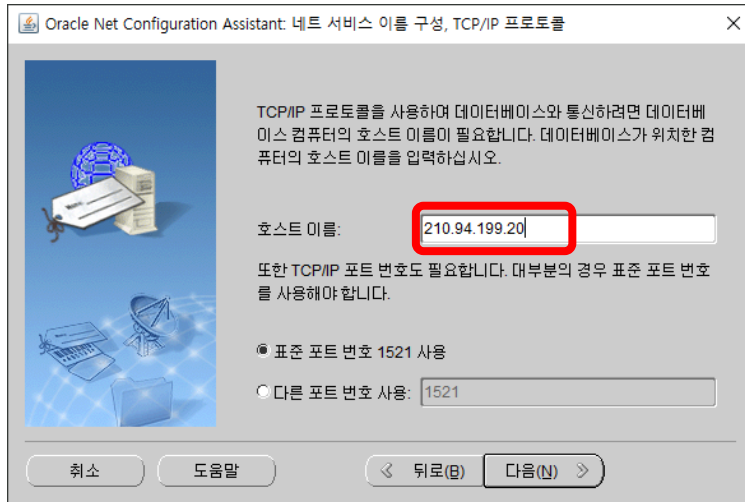 Oracle Net Configuration Assistant: 네트 서비스 이름 구성, TCP/IP 프로토콜
TCP/IP 프로토콜을 사용하여 데이터베이스와 통신하려면 데이터베
이스 컴퓨터의 호스트 이름이 필요합니다. 데이터베이스가 위치한 컴
퓨터의 호스트 이름을 입력하십시오.
호스트 이름: 210.94.199.20
또한 TCP/IP 포트 번호도 필요합니다. 대부분의 경우 표준 포트 번호
를 사용해야 합니다.
표준 포트 번호 1521 사용
다른 포트 번호 사용: 1521
취소 도움말 뒤로(B) 다음(N)